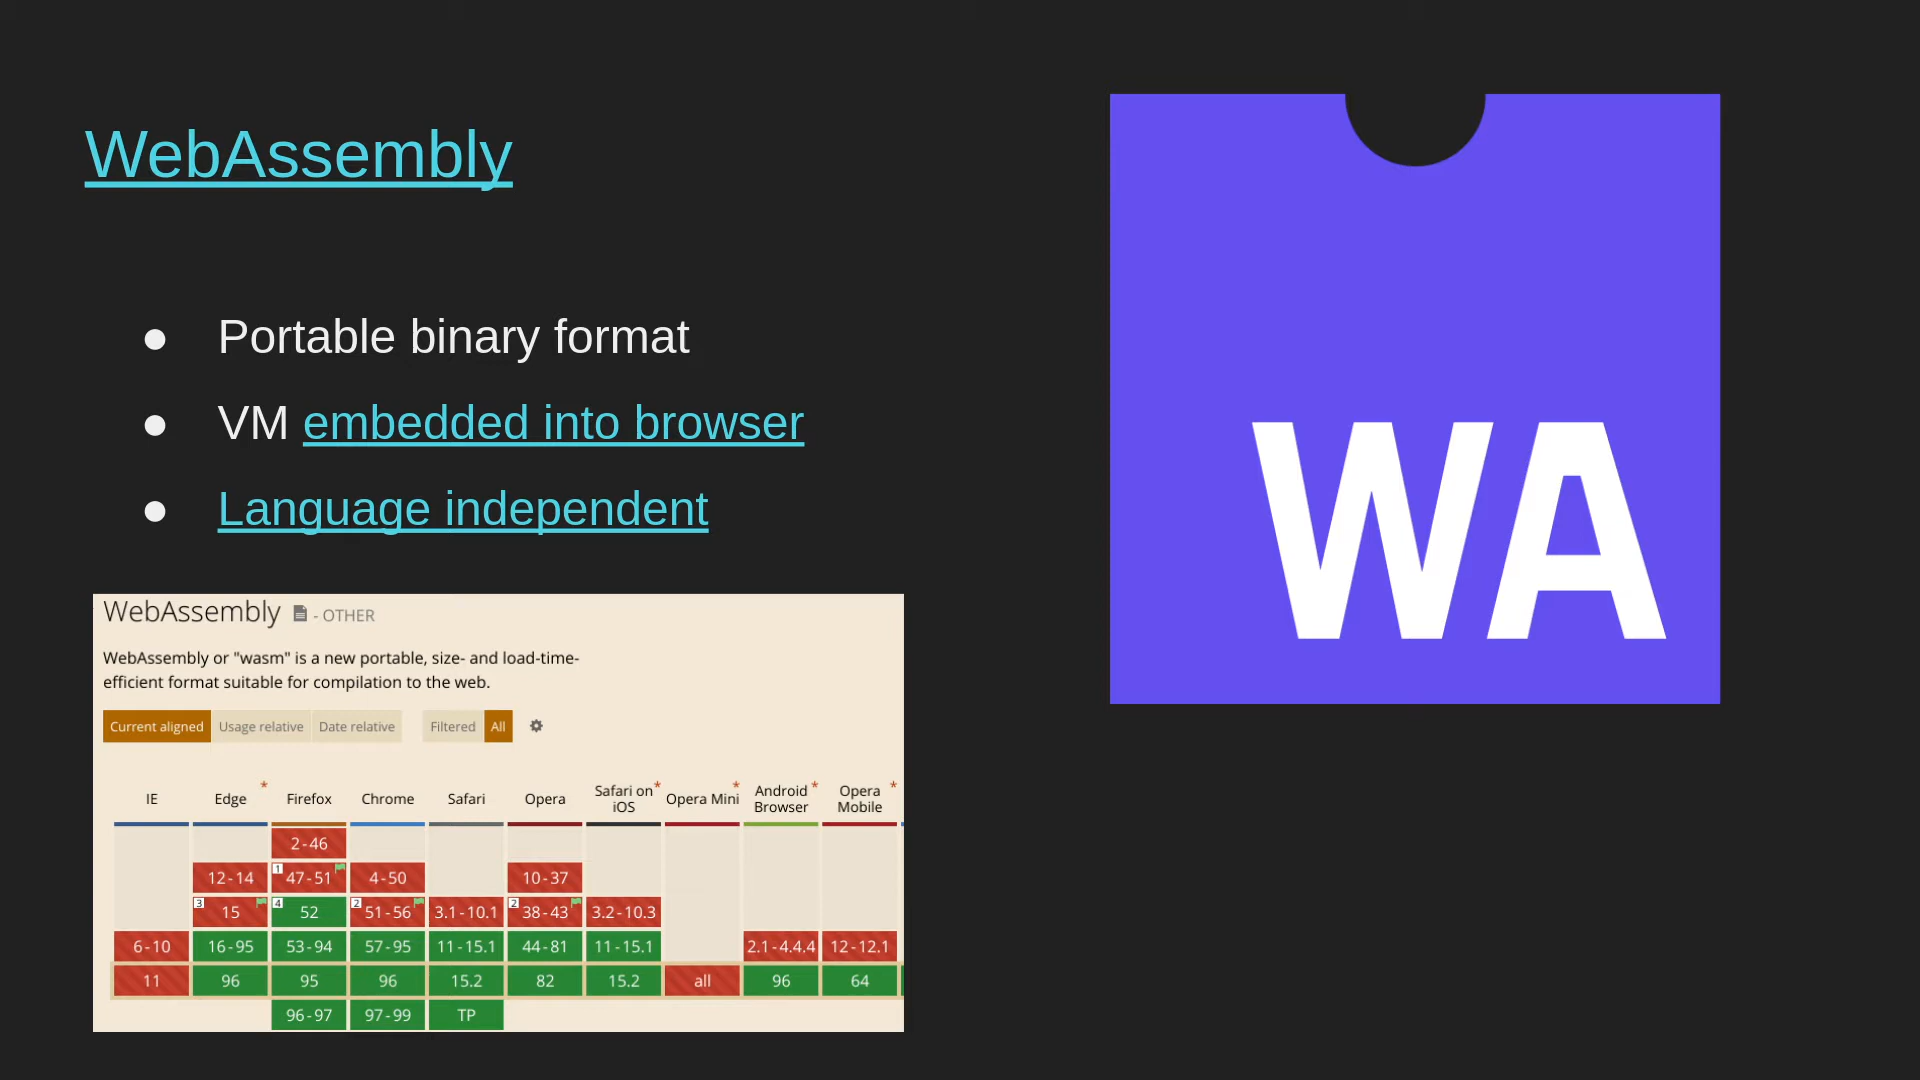 WebAssembly
● Portable binary format
● VM embedded into browser
● Language independent
WA
WebAssembly - OTHER
WebAssembly or "wasm" is a new portable, size- and load-time-
efficient format suitable for compilation to the web.
Current aligned Usage relative Date relative Filtered All
IE Edge * Firefox Chrome Safari Opera Safari on iOS * Opera Mini * Android Browser * Opera Mobile *
2-46
12-14 1 47-51 4-50 10-37
3 15 4 52 2 51-56 3.1-10.1 2 38-43 3.2-10.3
6-10 16-95 53-94 57-95 11-15.1 44-81 11-15.1 2.1-4.4.4 12-12.1
11 96 95 96 15.2 82 15.2 all 96 64
96-97 97-99 TP